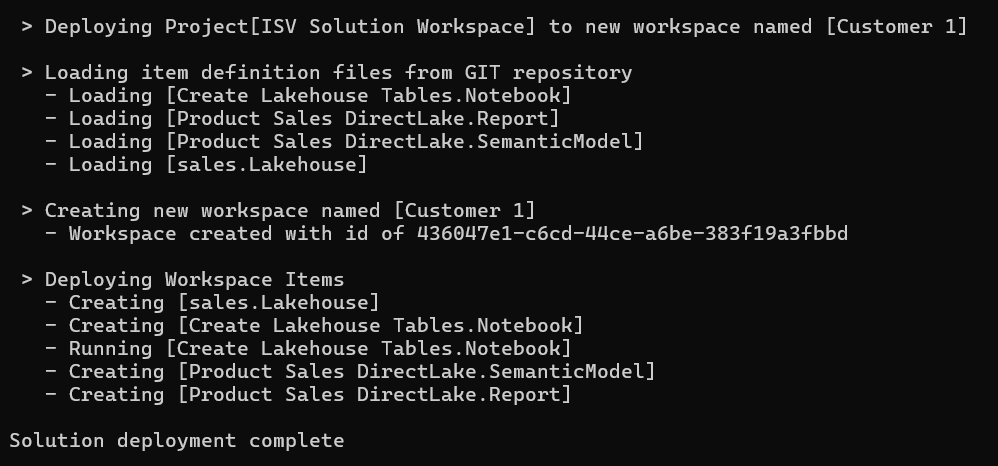 > Deploying Project[ISV Solution Workspace] to new workspace named [Customer 1]
> Loading item definition files from GIT repository
- Loading [Create Lakehouse Tables.Notebook]
- Loading [Product Sales DirectLake.Report]
- Loading [Product Sales DirectLake.SemanticModel]
- Loading [sales.Lakehouse]
> Creating new workspace named [Customer 1]
- Workspace created with id of 436047e1-c6cd-44ce-a6be-383f19a3fbbd
> Deploying Workspace Items
- Creating [sales.Lakehouse]
- Creating [Create Lakehouse Tables.Notebook]
- Running [Create Lakehouse Tables.Notebook]
- Creating [Product Sales DirectLake.SemanticModel]
- Creating [Product Sales DirectLake.Report]
Solution deployment complete